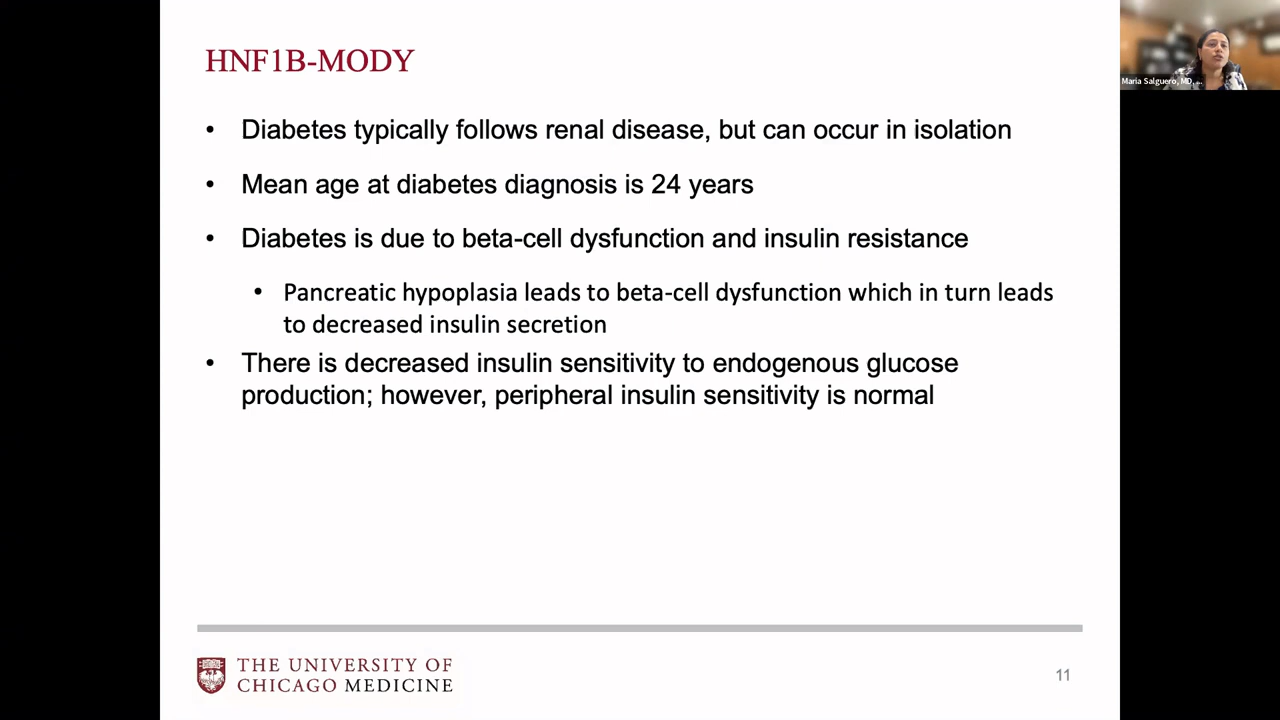 HNF1B-MODY
Maria Salguero, MD, ...
• Diabetes typically follows renal disease, but can occur in isolation
• Mean age at diabetes diagnosis is 24 years
• Diabetes is due to beta-cell dysfunction and insulin resistance
• Pancreatic hypoplasia leads to beta-cell dysfunction which in turn leads
to decreased insulin secretion
• There is decreased insulin sensitivity to endogenous glucose
production; however, peripheral insulin sensitivity is normal
THE UNIVERSITY OF
CHICAGO MEDICINE
11